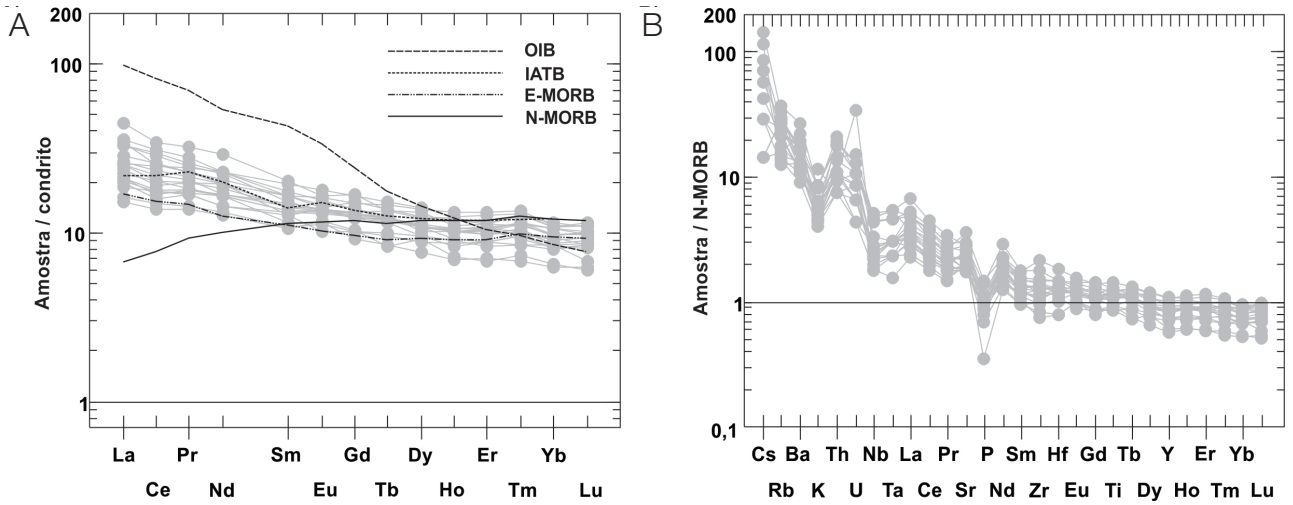 A
200
100
10
1
Amostra / condrito
OIB
IATB
E-MORB
N-MORB
La Pr Sm Gd Dy Er Yb
Ce Nd Eu Tb Ho Tm Lu
B
200
100
10
1
0,1
Amostra / N-MORB
Cs Ba Th Nb La Pr P Sm Hf Gd Tb Y Er Yb
Rb K U Ta Ce Sr Nd Zr Eu Ti Dy Ho Tm Lu